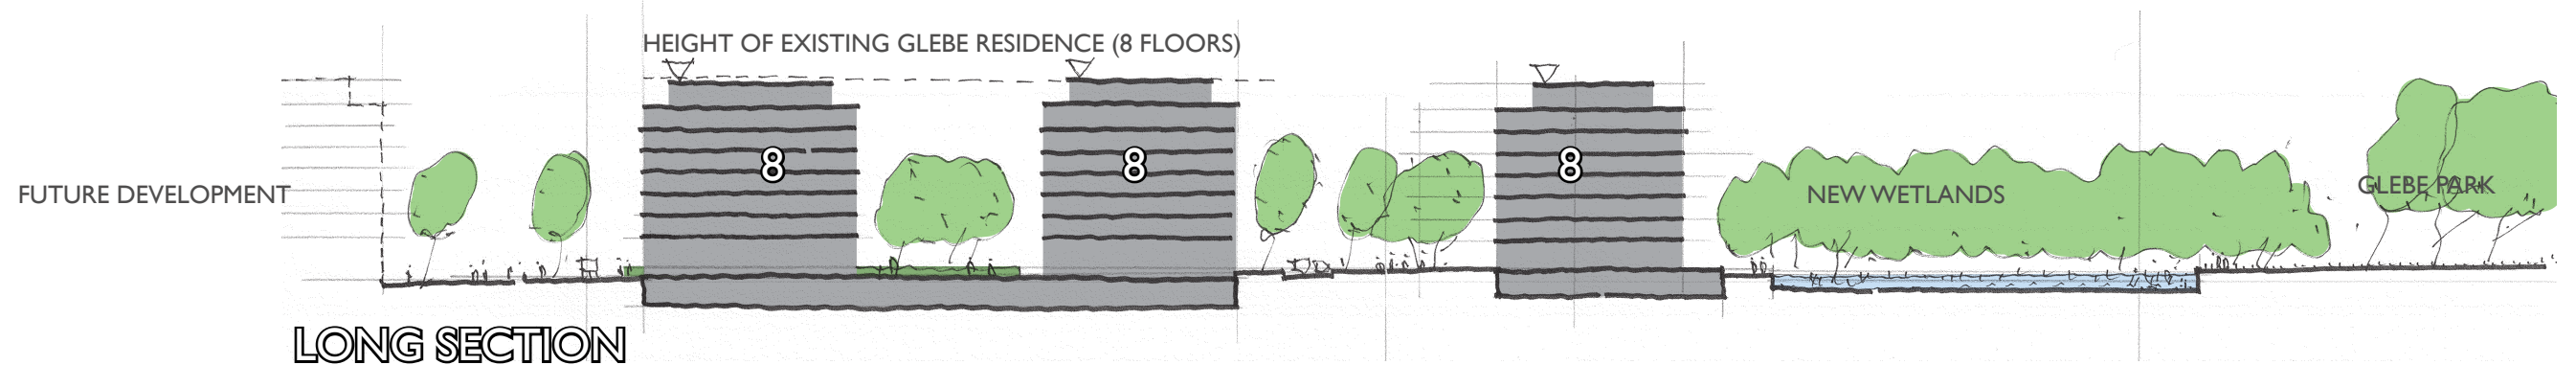 HEIGHT OF EXISTING GLEBE RESIDENCE (8 FLOORS)
8
8
8
FUTURE DEVELOPMENT
NEW WETLANDS
GLEBE PARK
LONG SECTION